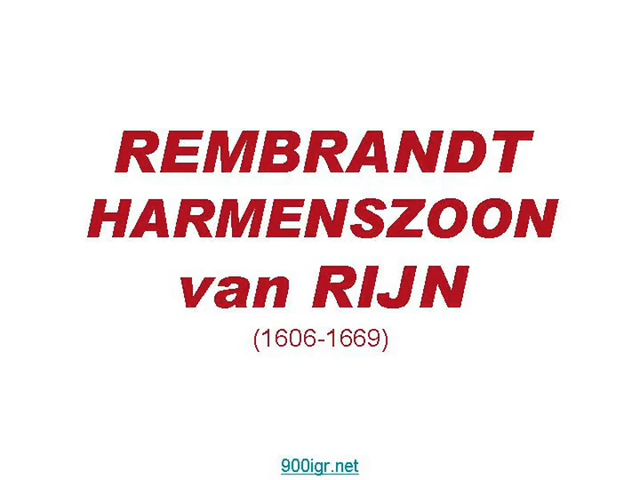 REMBRANDT
HARMENSZOON
van RIJN
(1606-1669)
900igr.net